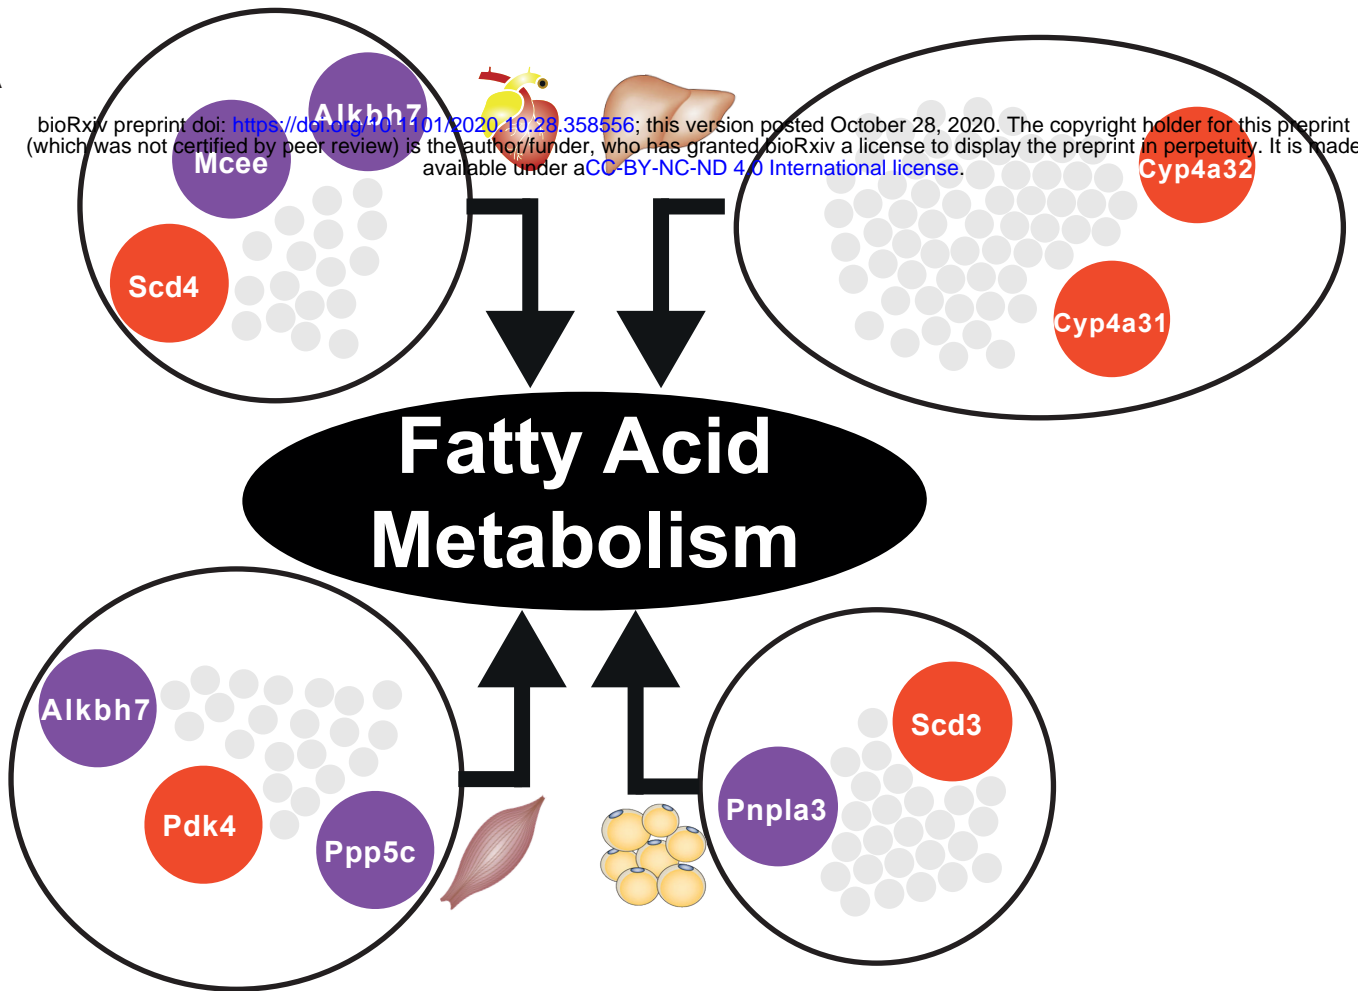 bioRxiv preprint doi: https://doi.org/10.1101/2020.10.28.358556; this version posted October 28, 2020. The copyright holder for this preprint
(which was not certified by peer review) is the author/funder, who has granted bioRxiv a license to display the preprint in perpetuity. It is made
available under aCC-BY-NC-ND 4.0 International license.
Alkbh7
Mcee
Scd4
Cyp4a32
Cyp4a31
Fatty Acid
Metabolism
Alkbh7
Pdk4
Ppp5c
Scd3
Pnpla3